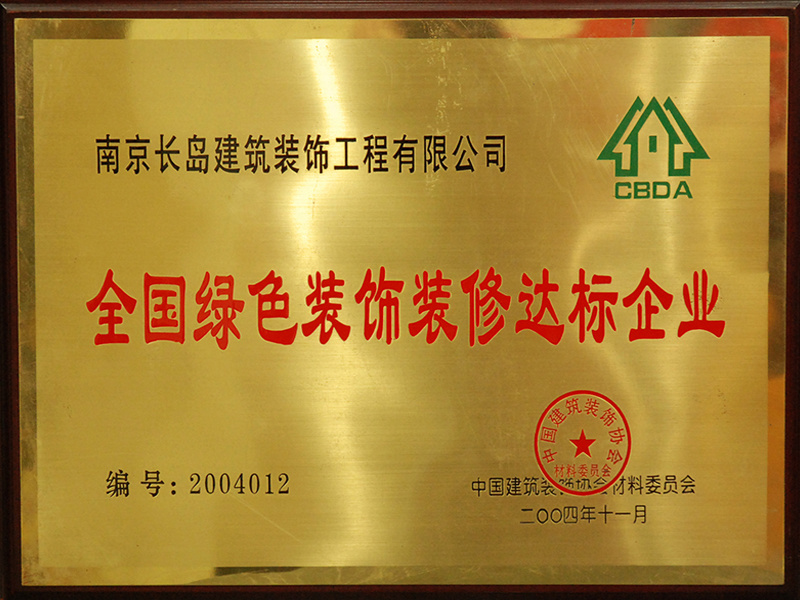 南京长岛建筑装饰工程有限公司
CBDA
全国绿色装饰装修达标企业
中国建筑装饰协会
材料委员会
编号：2004012
中国建筑装饰协会材料委员会
二〇〇四年十一月